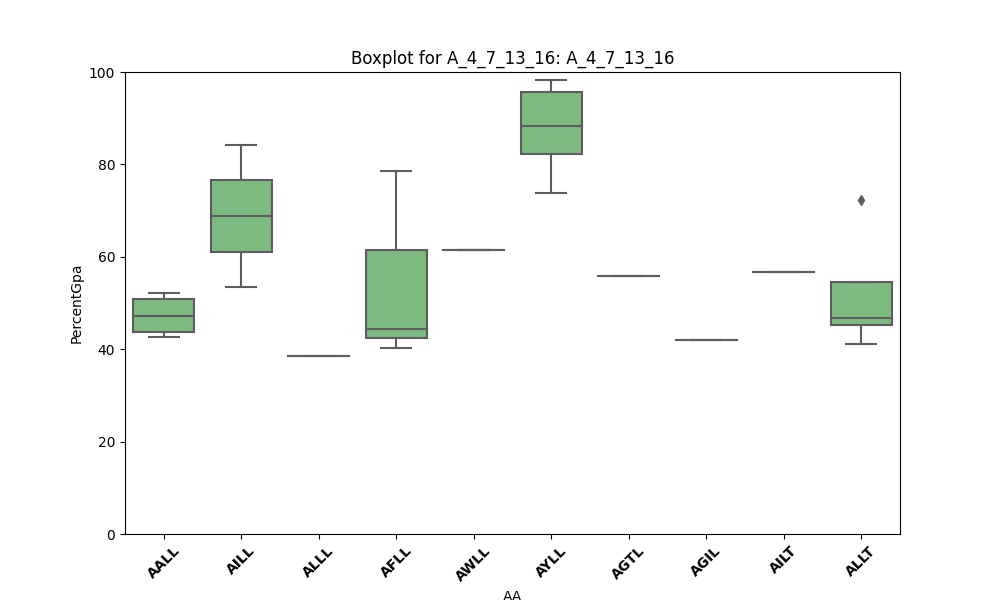 Boxplot for A_4_7_13_16: A_4_7_13_16
PercentGpa
100
80
60
40
20
0
AALL
AILL
ALLL
AFLL
AWLL
AYLL
AGTL
AGIL
AILT
ALLT
AA